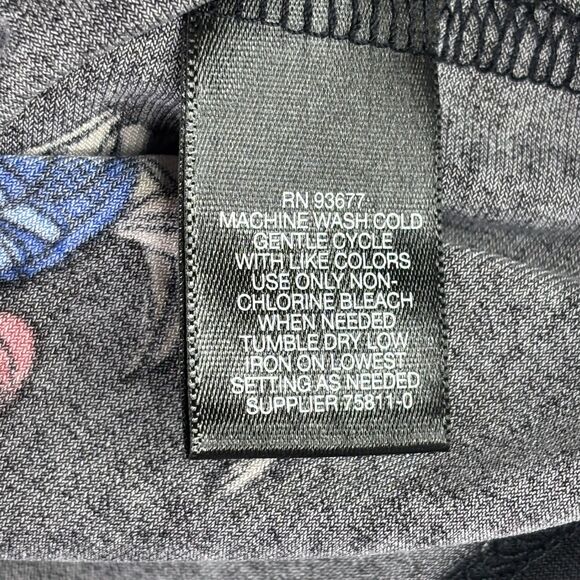 RN 93677
MACHINE WASH COLD
GENTLE CYCLE
WITH LIKE COLORS
USE ONLY NON-
CHLORINE BLEACH
WHEN NEEDED
TUMBLE DRY LOW
IRON ON LOWEST
SETTING AS NEEDED
SUPPLIER 75811-0